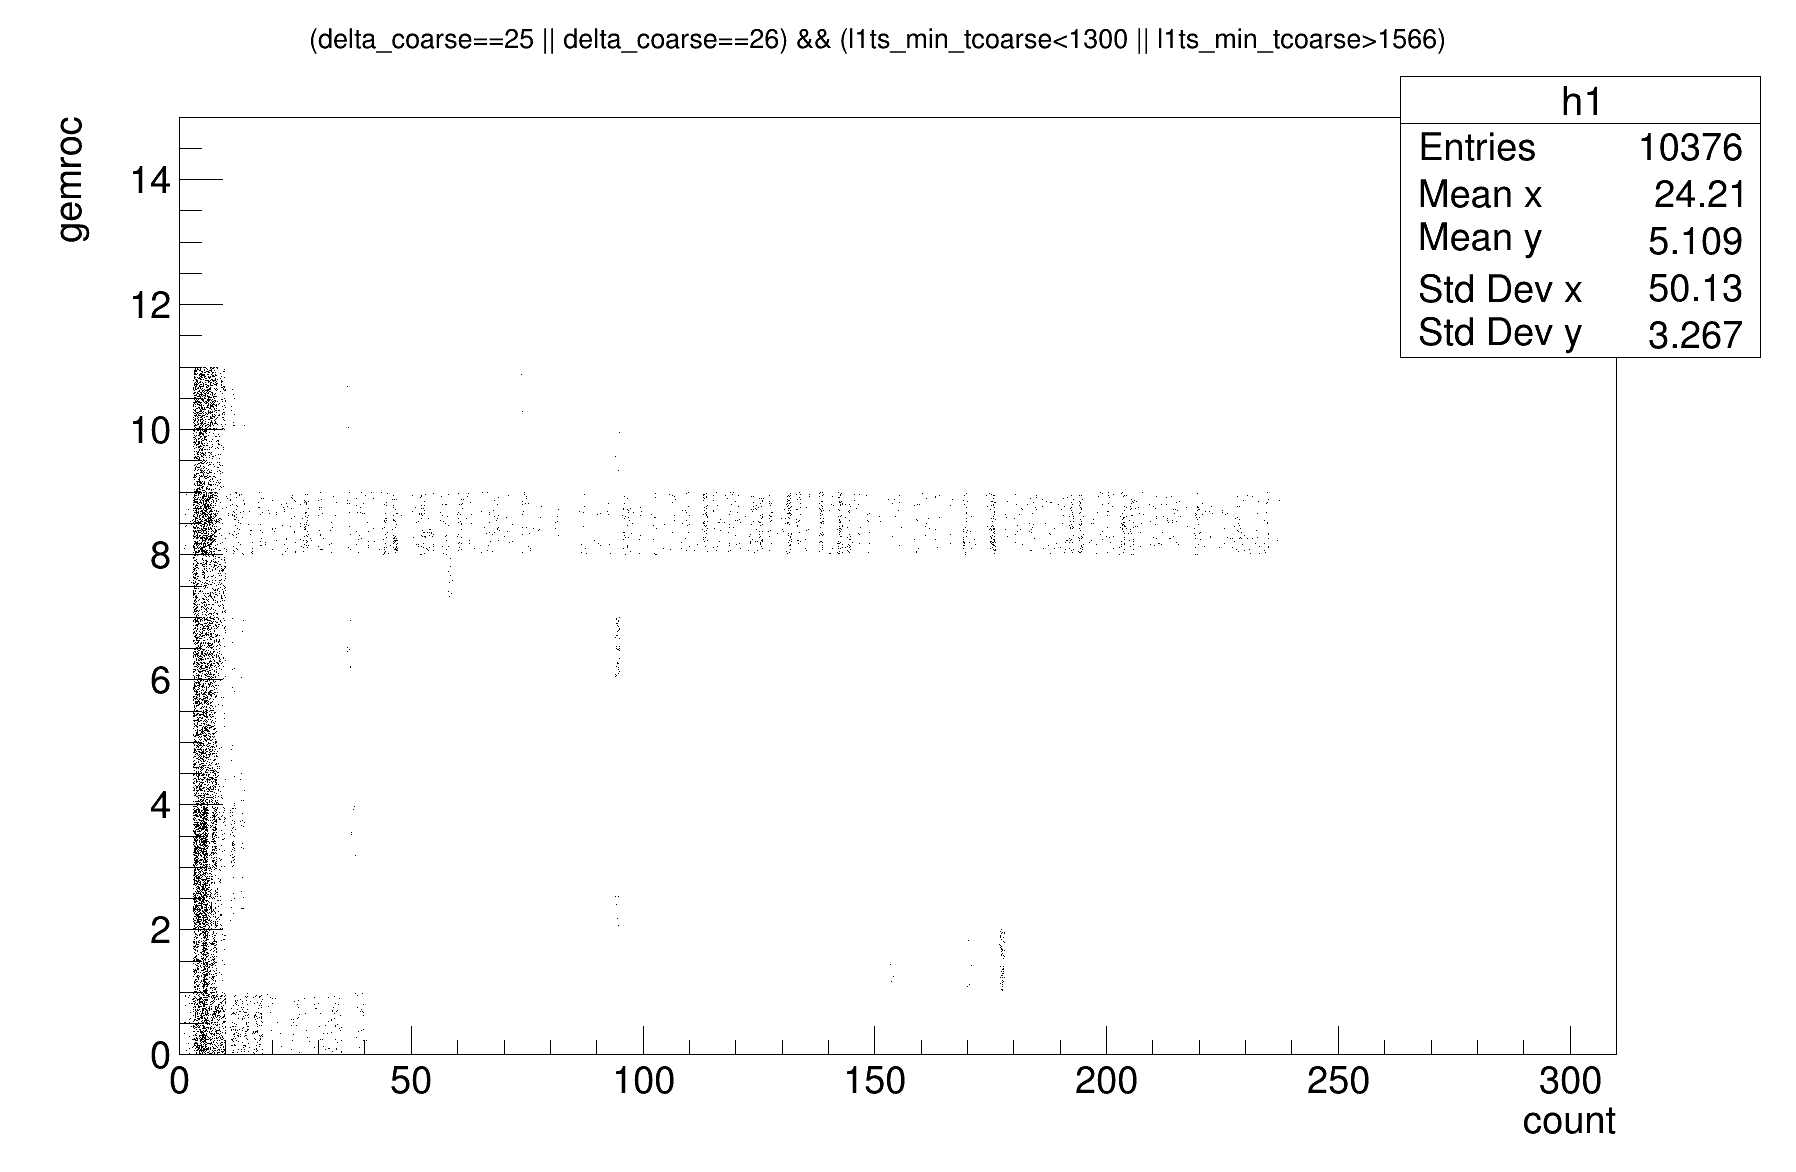 (delta_coarse==25 || delta_coarse==26) && (l1ts_min_tcoarse<1300 || l1ts_min_tcoarse>1566)
h1
Entries 10376
Mean x 24.21
Mean y 5.109
Std Dev x 50.13
Std Dev y 3.267
gemroc
14
12
10
8
6
4
2
0
0 50 100 150 200 250 300
count